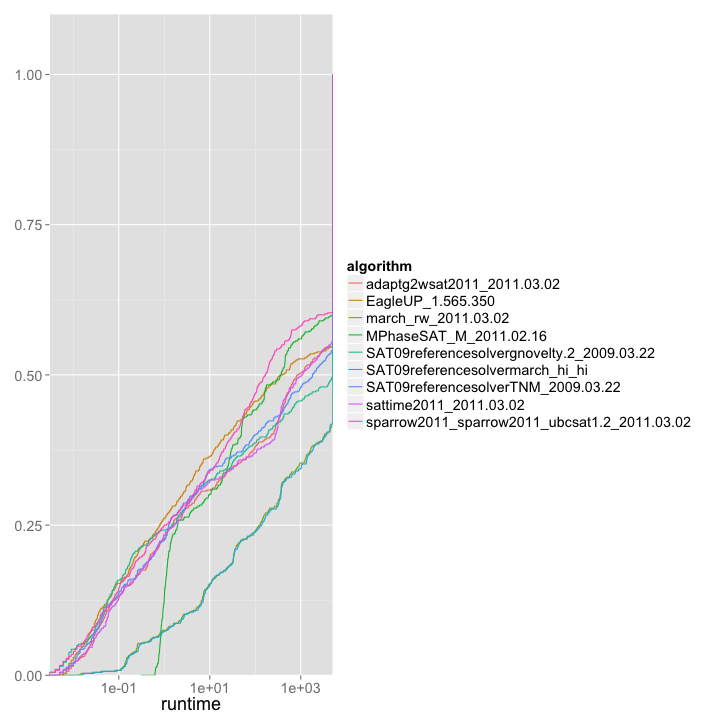 1.00
0.75
0.50
0.25
0.00
1e-01 1e+01 1e+03
runtime
algorithm
adaptg2wsat2011_2011.03.02
EagleUP_1.565.350
march_rw_2011.03.02
MPhaseSAT_M_2011.02.16
SAT09referencesolvergnovelty.2_2009.03.22
SAT09referencesolvermarch_hi_hi
SAT09referencesolverTNM_2009.03.22
sattime2011_2011.03.02
sparrow2011_sparrow2011_ubcsat1.2_2011.03.02